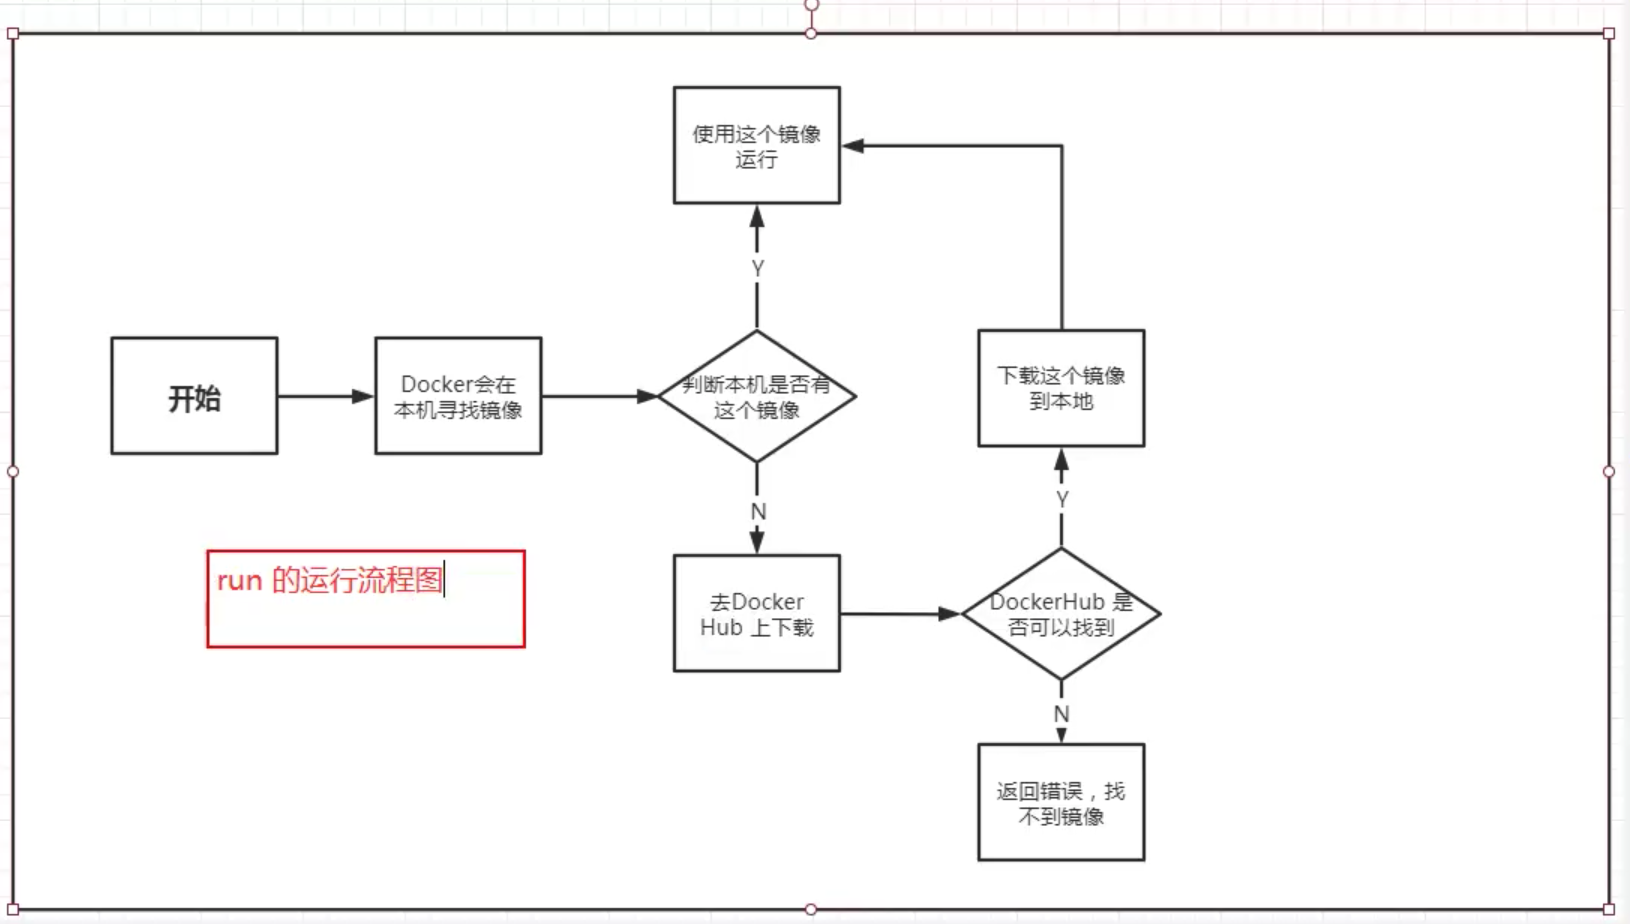 使用这个镜像
运行
Y
开始
Docker会在
本机寻找镜像
判断本机是否有
这个镜像
下载这个镜像
到本地
Y
N
run 的运行流程图
去Docker
Hub 上下载
DockerHub 是
否可以找到
N
返回错误，找
不到镜像